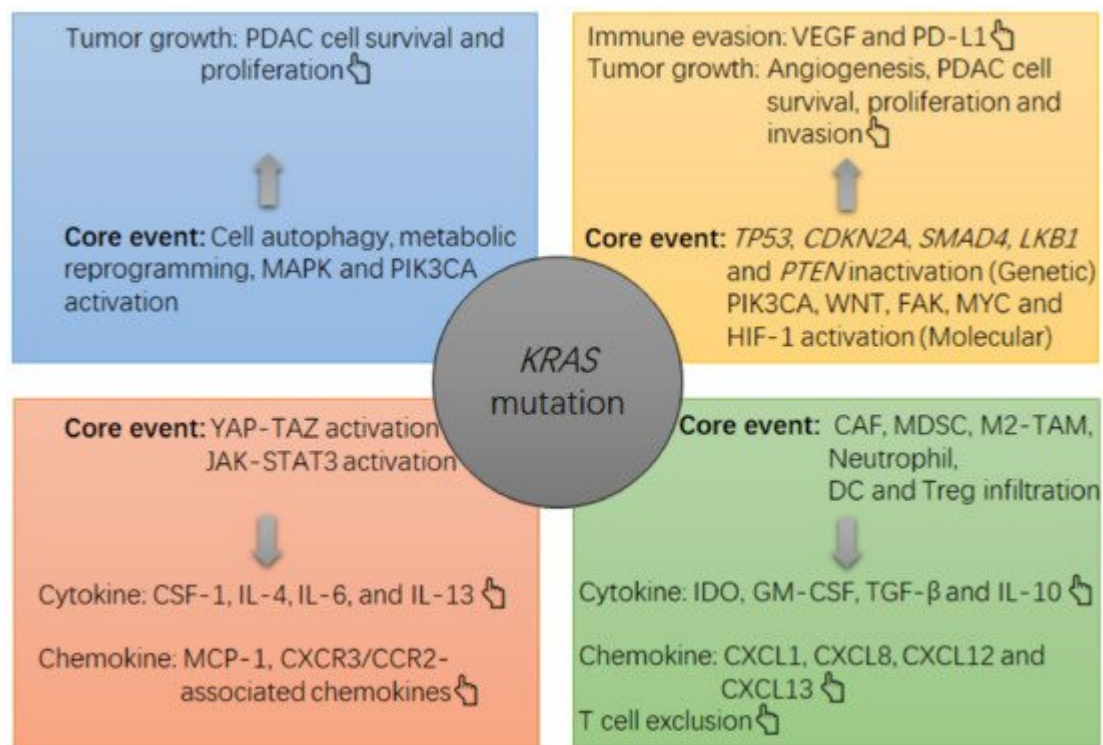 Tumor growth: PDAC cell survival and
proliferation
Core event: Cell autophagy, metabolic
reprogramming, MAPK and PIK3CA
activation
Immune evasion: VEGF and PD-L1
Tumor growth: Angiogenesis, PDAC cell
survival, proliferation and
invasion
Core event: TP53, CDKN2A, SMAD4, LKB1
and PTEN inactivation (Genetic)
PIK3CA, WNT, FAK, MYC and
HIF-1 activation (Molecular)
KRAS
mutation
Core event: YAP-TAZ activation
JAK-STAT3 activation
Cytokine: CSF-1, IL-4, IL-6, and IL-13
Chemokine: MCP-1, CXCR3/CCR2-
associated chemokines
Core event: CAF, MDSC, M2-TAM,
Neutrophil,
DC and Treg infiltration
Cytokine: IDO, GM-CSF, TGF-β and IL-10
Chemokine: CXCL1, CXCL8, CXCL12 and
CXCL13
T cell exclusion